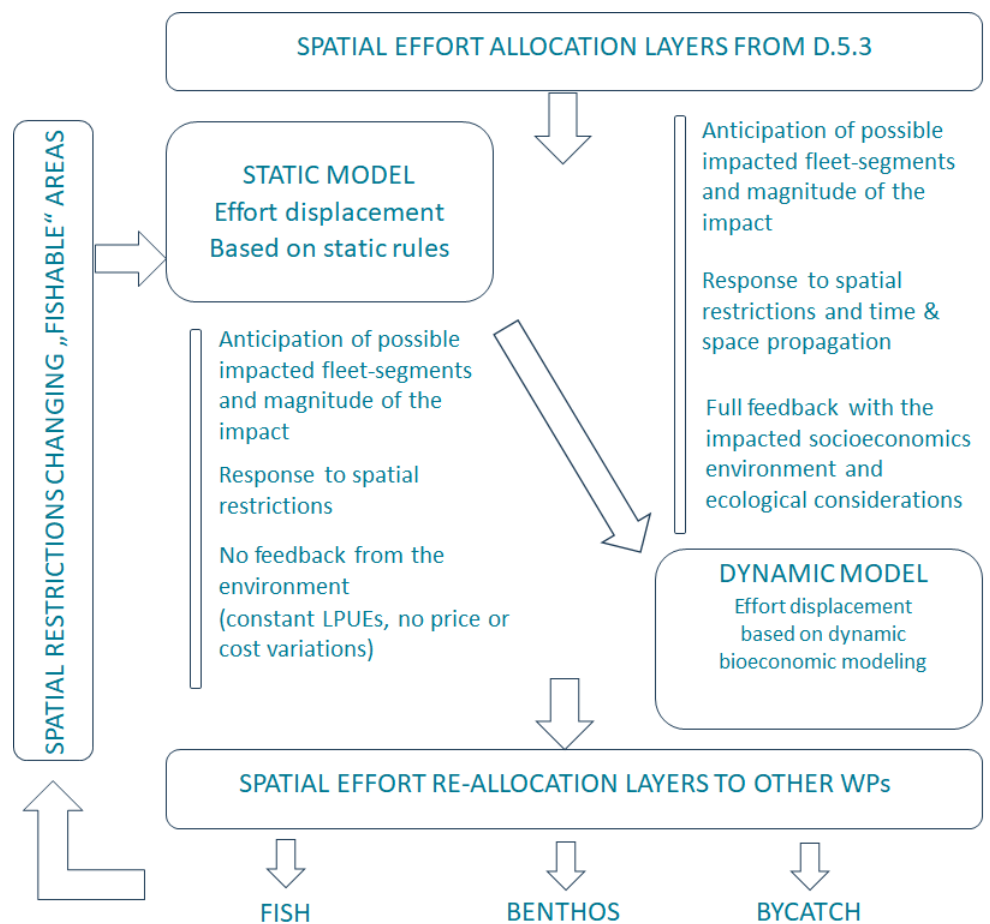 SPATIAL EFFORT ALLOCATION LAYERS FROM D.5.3
SPATIAL RESTRICTIONS CHANGING „FISHABLE“ AREAS
STATIC MODEL
Effort displacement
Based on static rules
Anticipation of possible
impacted fleet-segments
and magnitude of the
impact
Response to spatial
restrictions
No feedback from the
environment
(constant LPUEs, no price or
cost variations)
Anticipation of possible
impacted fleet-segments
and magnitude of the
impact
Response to spatial
restrictions and time &
space propagation
Full feedback with the
impacted socioeconomics
environment and
ecological considerations
DYNAMIC MODEL
Effort displacement
based on dynamic
bioeconomic modeling
SPATIAL EFFORT RE-ALLOCATION LAYERS TO OTHER WPs
FISH
BENTHOS
BYCATCH